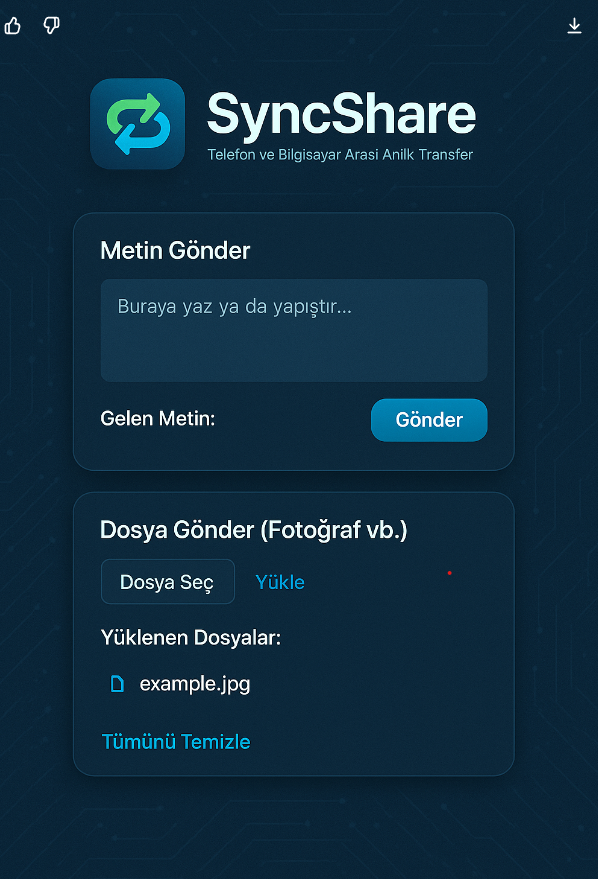 SyncShare
Telefon ve Bilgisayar Arasi Anilk Transfer
Metin Gönder
Buraya yaz ya da yapıştır...
Gelen Metin:
Gönder
Dosya Gönder (Fotoğraf vb.)
Dosya Seç
Yükle
Yüklenen Dosyalar:
example.jpg
Tümünü Temizle